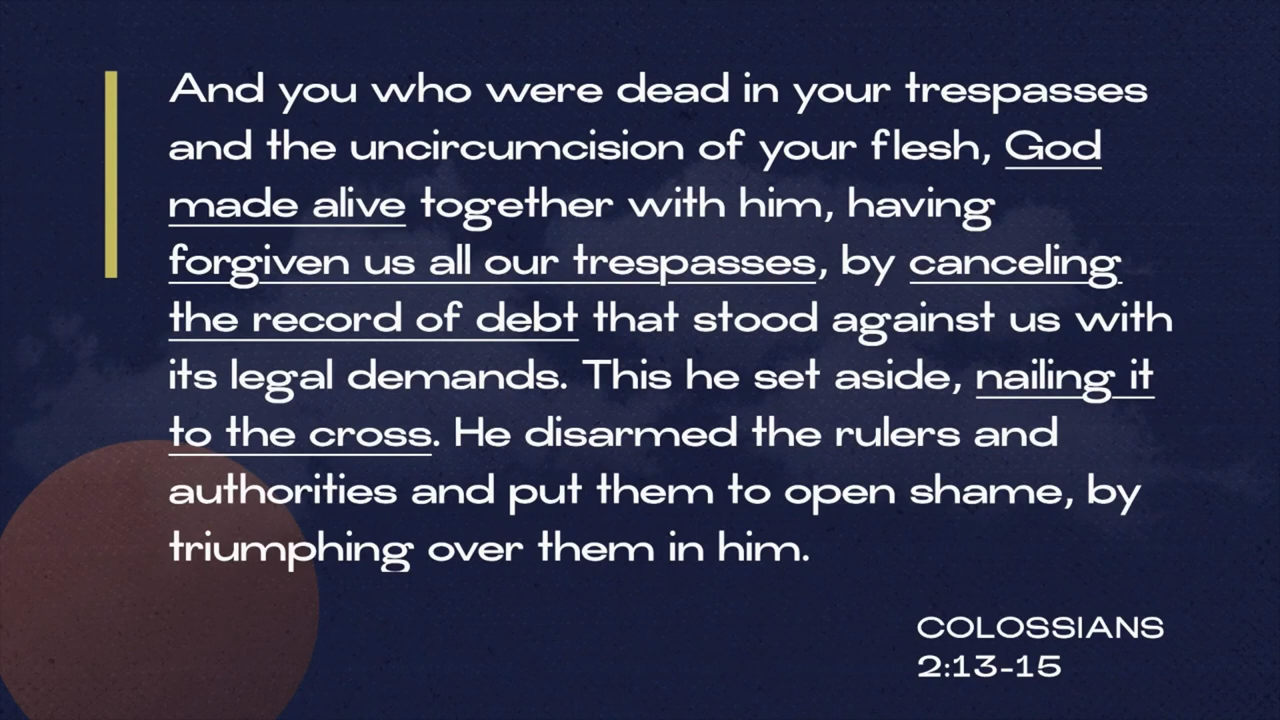 And you who were dead in your trespasses
and the uncircumcision of your flesh, God
made alive together with him, having
forgiven us all our trespasses, by canceling
the record of debt that stood against us with
its legal demands. This he set aside, nailing it
to the cross. He disarmed the rulers and
authorities and put them to open shame, by
triumphing over them in him.
COLOSSIANS
2:13-15